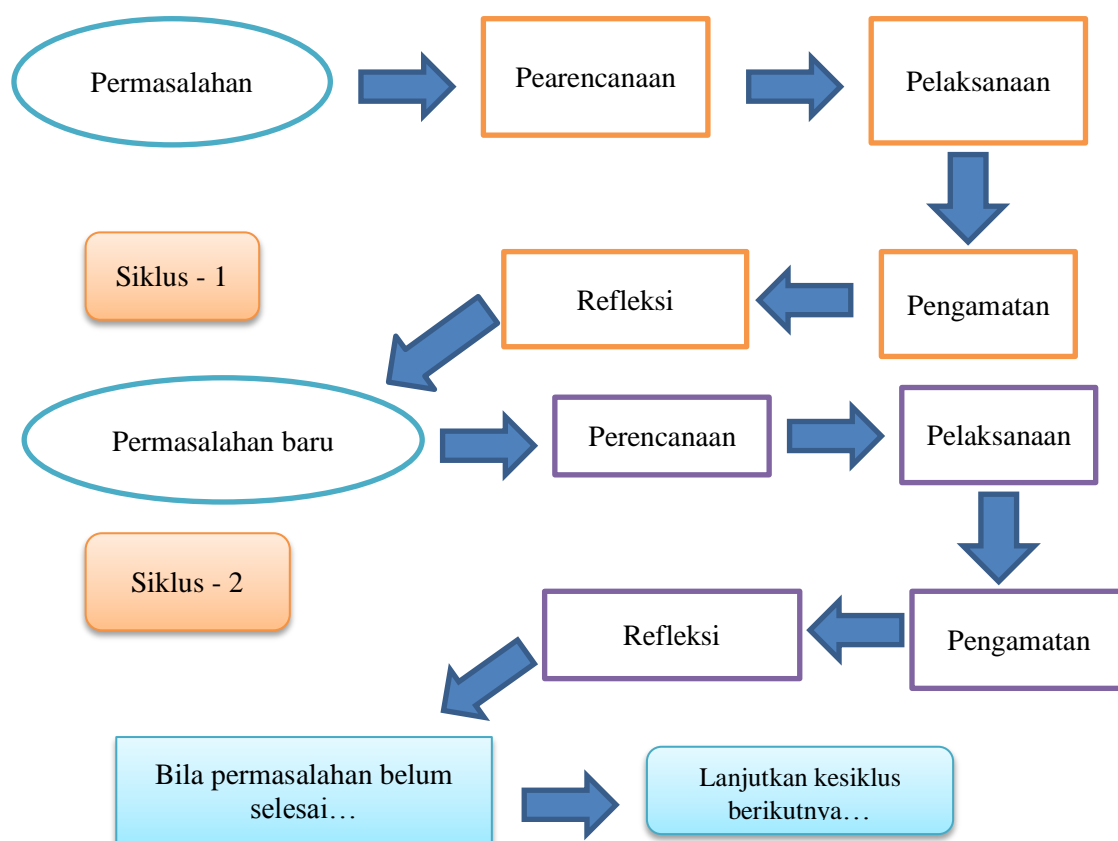 Permasalahan
Pearencanaan
Pelaksanaan
Siklus - 1
Refleksi
Pengamatan
Permasalahan baru
Perencanaan
Pelaksanaan
Siklus - 2
Refleksi
Pengamatan
Bila permasalahan belum
selesai…
Lanjutkan kesiklus
berikutnya…